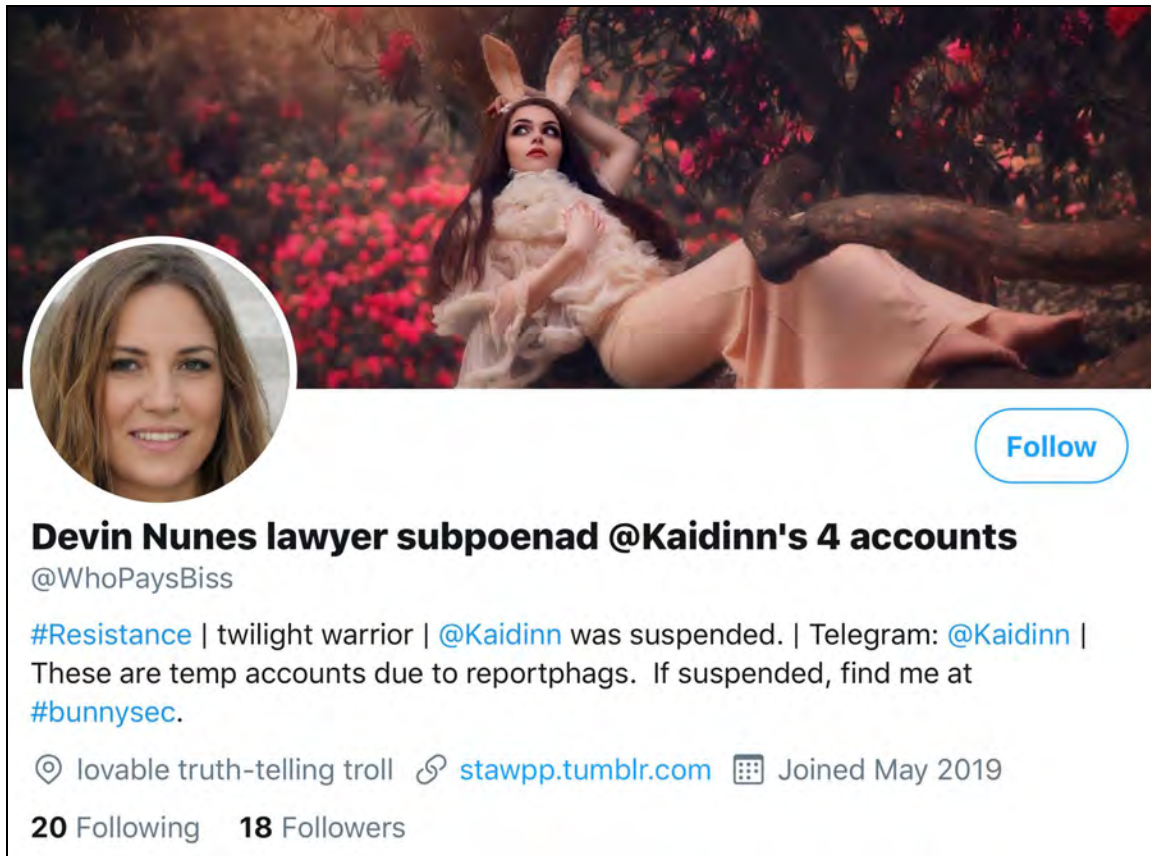 Follow
Devin Nunes lawyer subpoenad @Kaidinn's 4 accounts
@WhoPaysBiss
#Resistance | twilight warrior | @Kaidinn was suspended. | Telegram: @Kaidinn |
These are temp accounts due to reportphags. If suspended, find me at
#bunnysec.
lovable truth-telling troll stawpp.tumblr.com Joined May 2019
20 Following 18 Followers